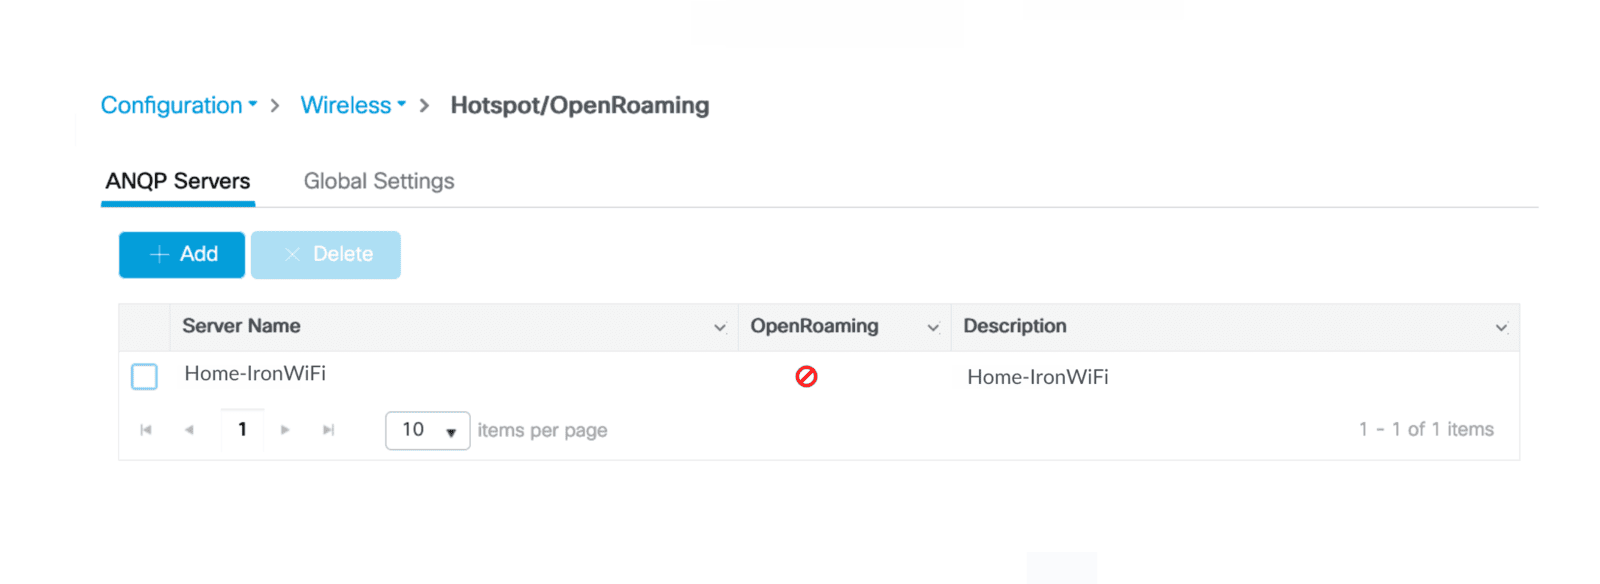 Configuration > Wireless > Hotspot/OpenRoaming
ANQP Servers Global Settings
+ Add × Delete
Server Name OpenRoaming Description
Home-IronWiFi Home-IronWiFi
1 10 items per page 1 - 1 of 1 items